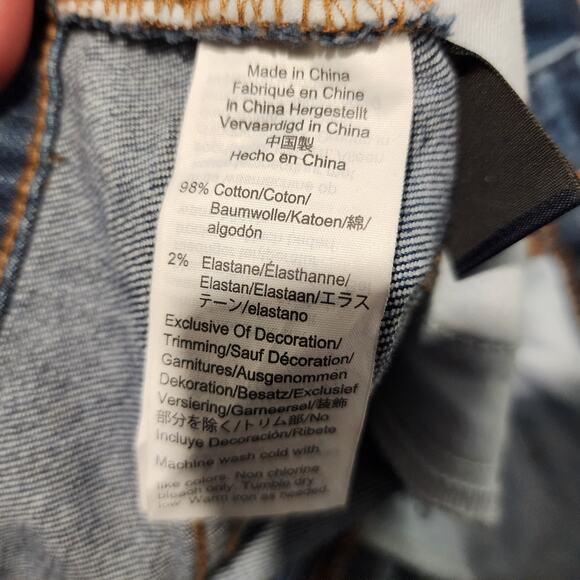 Made in China
Fabriqué en Chine
In China Hergestellt
Vervaardigd in China
中国製
Hecho en China
98% Cotton/Coton/
Baumwolle/Katoen/綿/
algodón
2% Elastane/Élasthanne/
Elastan/Elastaan/エラス
テーン/elastano
Exclusive Of Decoration/
Trimming/Sauf Décoration/
Garnitures/Ausgenommen
Dekoration/Besatz/Exclusief
Versiering/Garneersel/装飾
部分を除く/トリム部/No
Incluye Decoración/Ribete
Machine wash cold with
like colors. Non chlorine
bleach only. Tumble dry
low. Warm iron as needed.